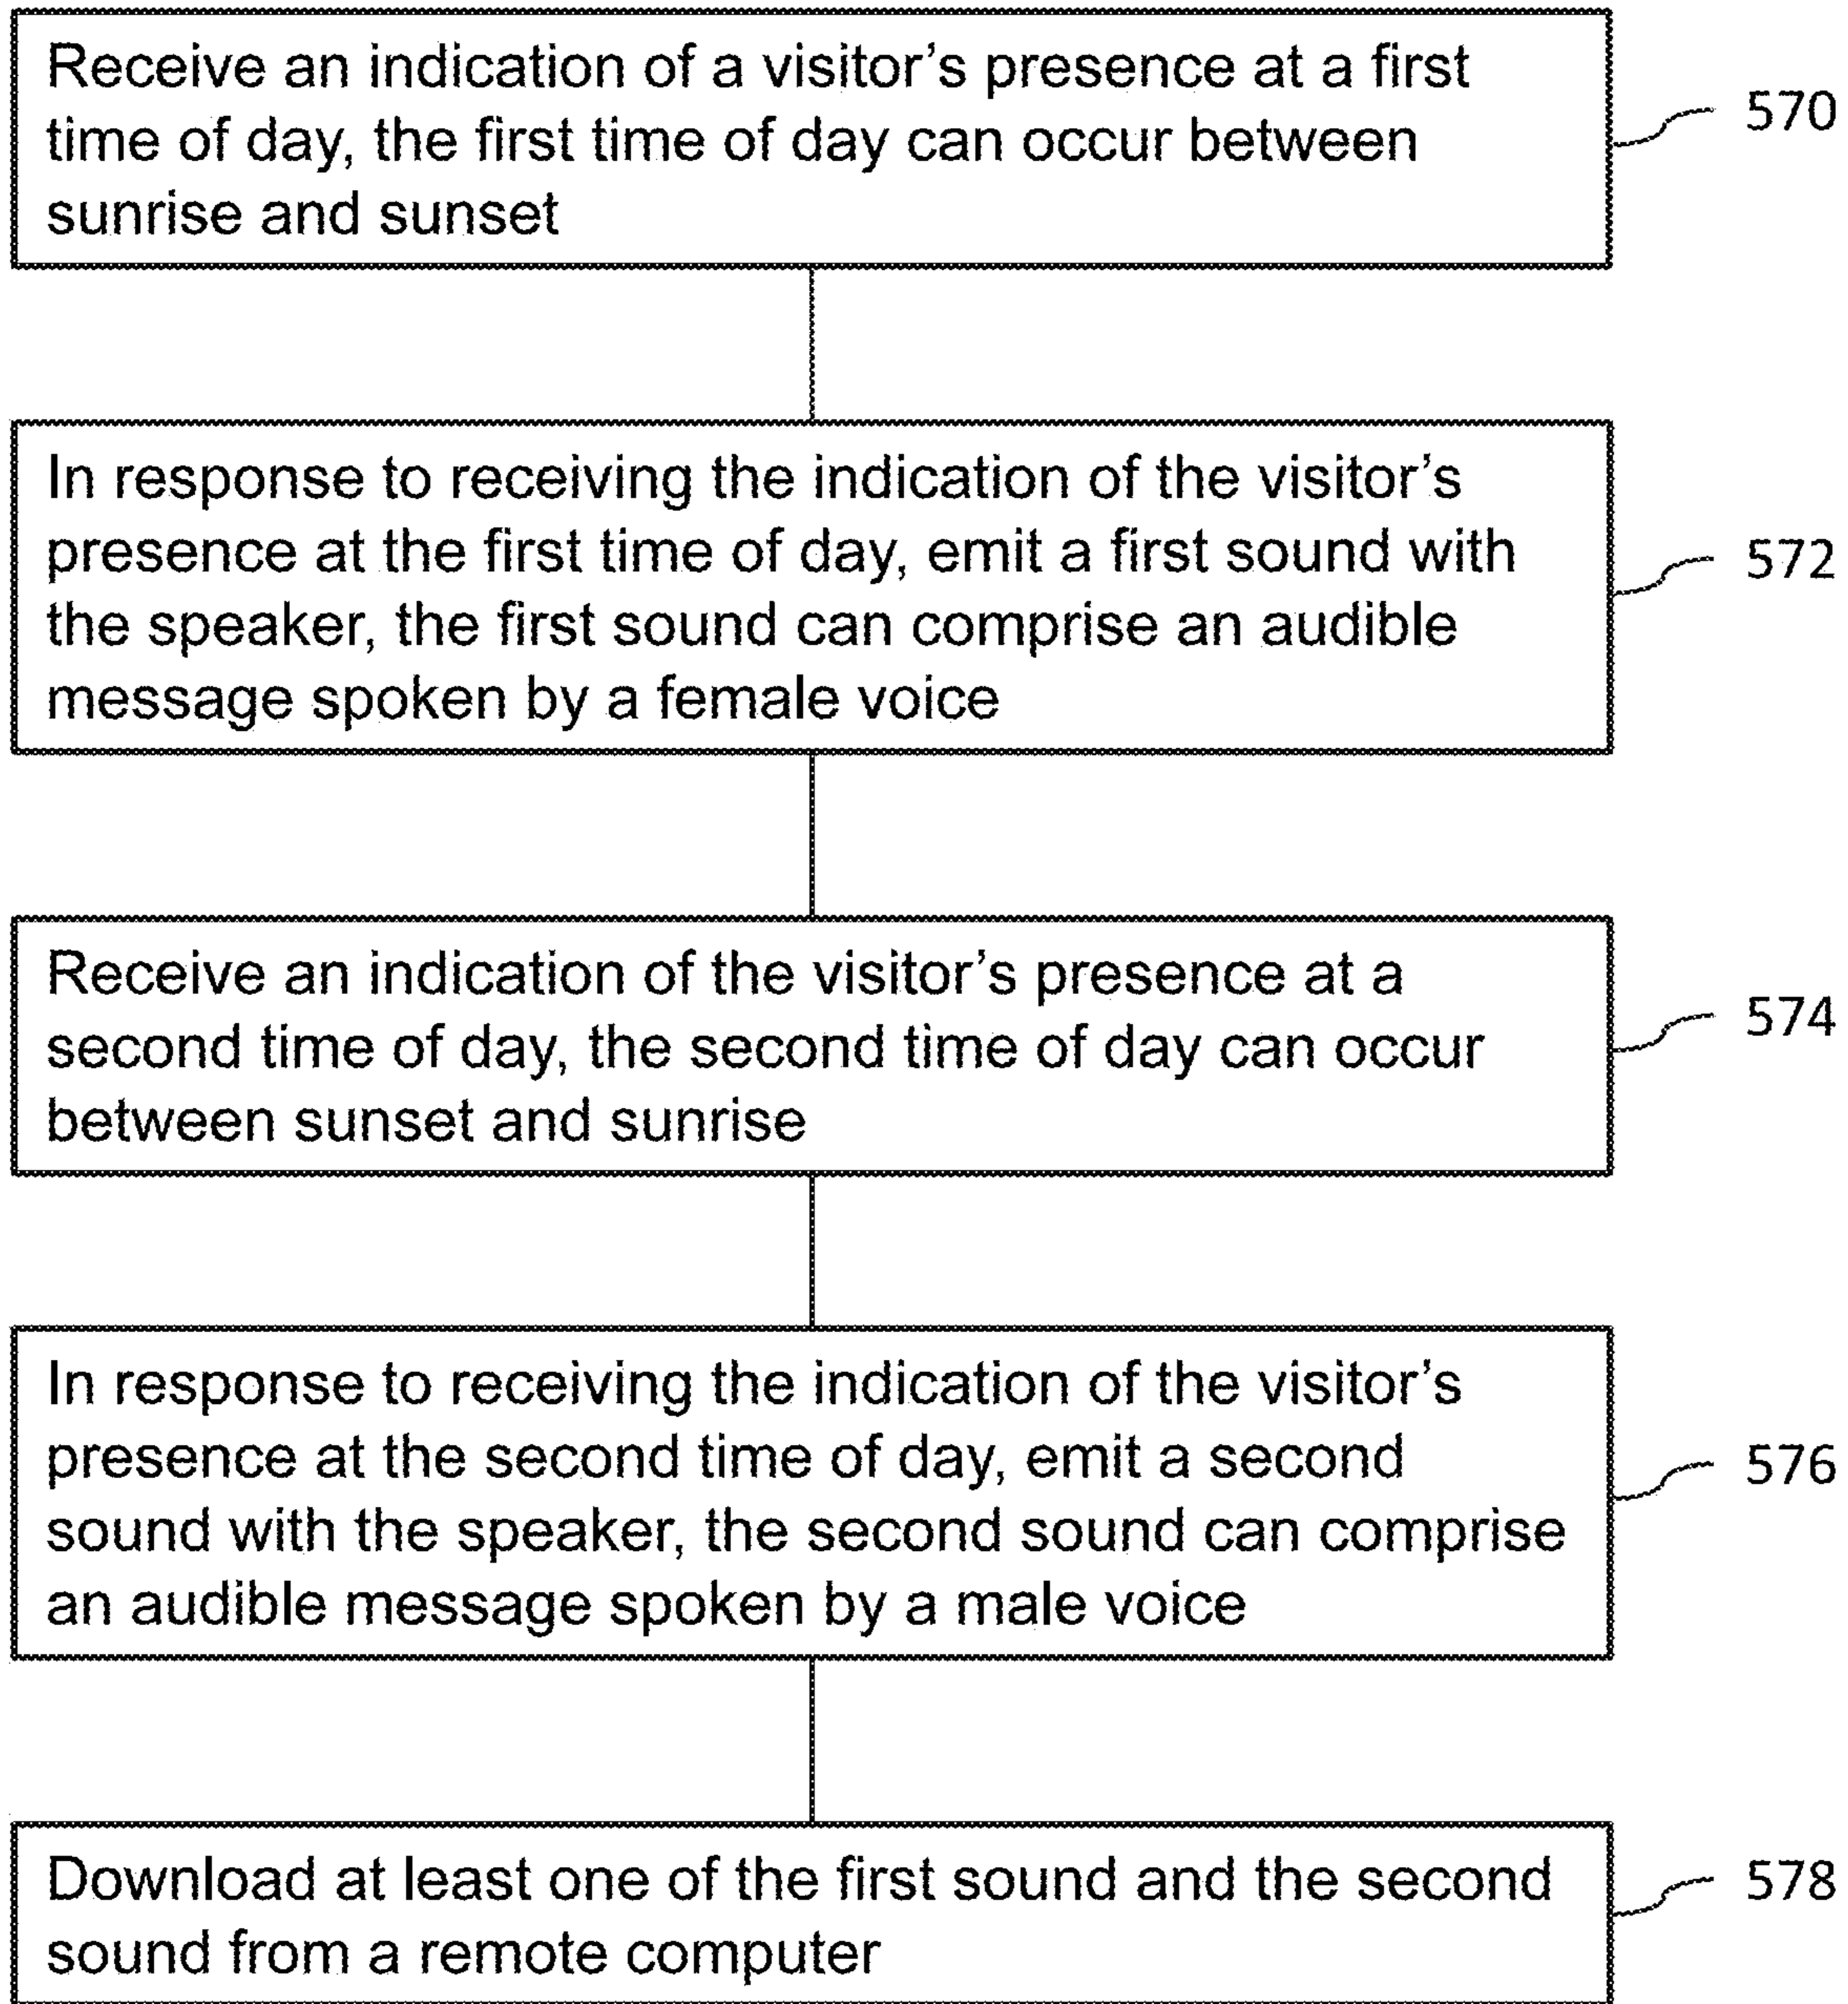 Receive an indication of a visitor's presence at a first
time of day, the first time of day can occur between
sunrise and sunset
570
In response to receiving the indication of the visitor's
presence at the first time of day, emit a first sound with
the speaker, the first sound can comprise an audible
message spoken by a female voice
572
Receive an indication of the visitor's presence at a
second time of day, the second time of day can occur
between sunset and sunrise
574
In response to receiving the indication of the visitor's
presence at the second time of day, emit a second
sound with the speaker, the second sound can comprise
an audible message spoken by a male voice
576
Download at least one of the first sound and the second
sound from a remote computer
578